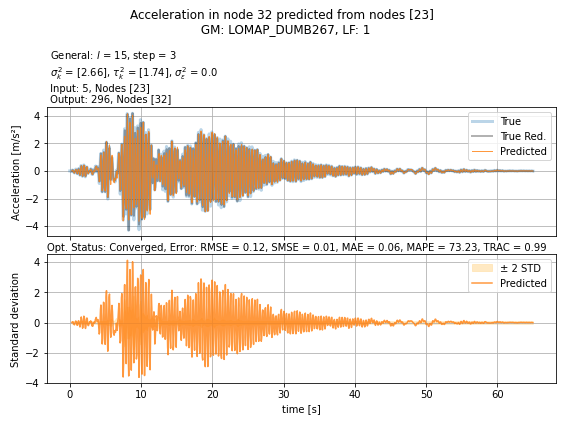 Acceleration in node 32 predicted from nodes [23]
GM: LOMAP_DUMB267, LF: 1
General: l = 15, step = 3
σ²ₖ = [2.66], τ²ₖ = [1.74], σ²ε = 0.0
Input: 5, Nodes [23]
Output: 296, Nodes [32]
Acceleration [m/s²]
4
2
0
−2
−4
True
True Red.
Predicted
Opt. Status: Converged, Error: RMSE = 0.12, SMSE = 0.01, MAE = 0.06, MAPE = 73.23, TRAC = 0.99
Standard deviation
4
2
0
−2
−4
± 2 STD
Predicted
0 10 20 30 40 50 60
time [s]